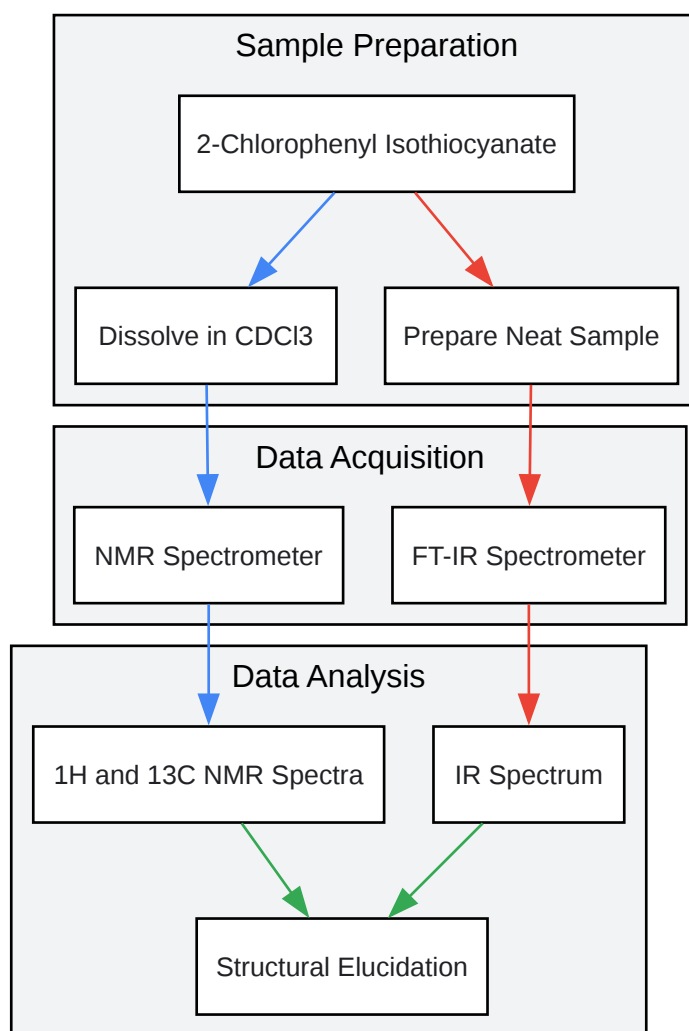 Sample Preparation
2-Chlorophenyl Isothiocyanate
Dissolve in CDCl3
Prepare Neat Sample
Data Acquisition
NMR Spectrometer
FT-IR Spectrometer
Data Analysis
1H and 13C NMR Spectra
IR Spectrum
Structural Elucidation